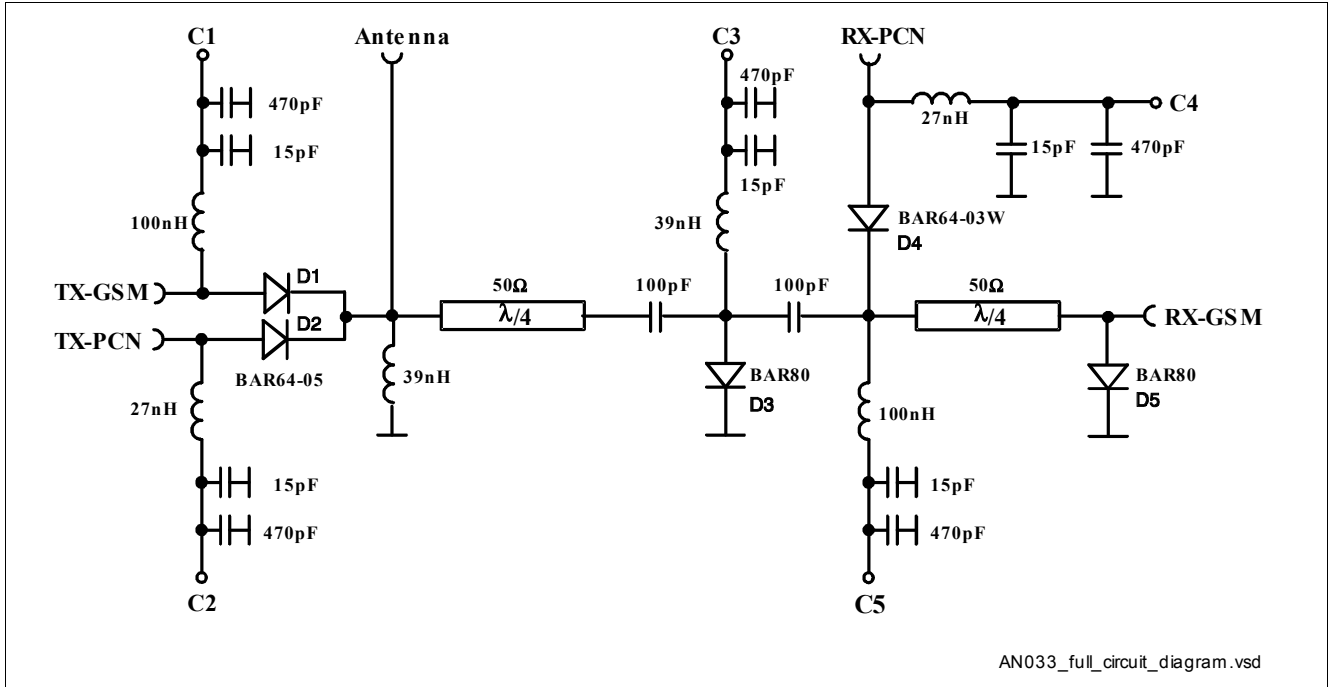 C1
Antenna
C3
RX-PCN
470pF
470pF
C4
27nH
15pF
15pF
470pF
15pF
100nH
39nH
BAR64-03W
D4
TX-GSM
D1
50Ω
100pF
100pF
50Ω
λ/4
λ/4
RX-GSM
TX-PCN
D2
BAR64-05
39nH
BAR80
D3
BAR80
D5
27nH
100nH
15pF
15pF
470pF
470pF
C2
C5
AN033_full_circuit_diagram.vsd